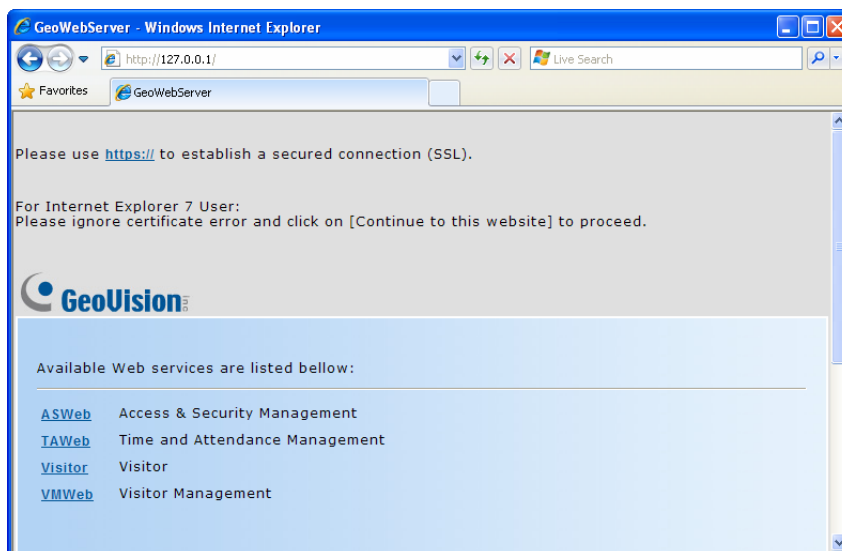 GeoWebServer - Windows Internet Explorer
http://127.0.0.1/
Live Search
Favorites
GeoWebServer
Please use https:// to establish a secured connection (SSL).
For Internet Explorer 7 User:
Please ignore certificate error and click on [Continue to this website] to proceed.
GeoVision
Available Web services are listed bellow:
ASWeb Access & Security Management
TAWeb Time and Attendance Management
Visitor Visitor
VMWeb Visitor Management